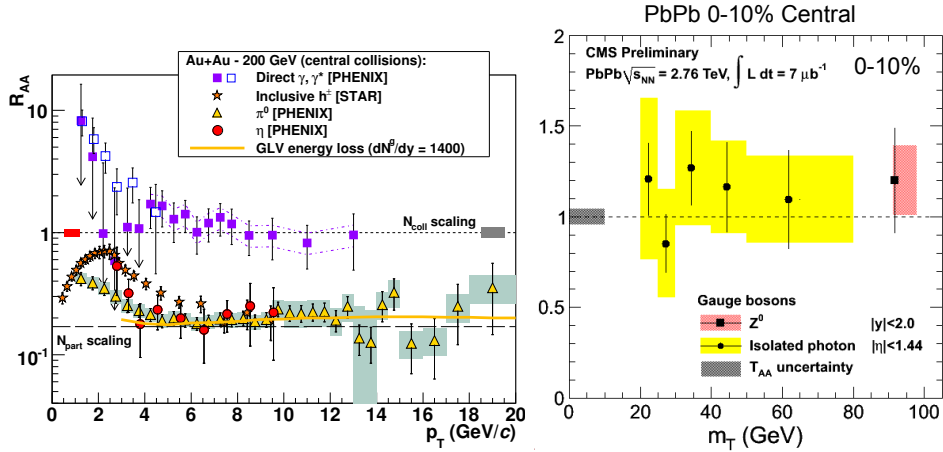 Au+Au - 200 GeV (central collisions):
Direct γ, γ* [PHENIX]
Inclusive h± [STAR]
π⁰ [PHENIX]
η [PHENIX]
GLV energy loss (dNᵍ/dy = 1400)
R_AA
10
1
10⁻¹
N_coll scaling
N_part scaling
0 2 4 6 8 10 12 14 16 18 20
p_T (GeV/c)
PbPb 0-10% Central
CMS Preliminary
PbPb √s_NN = 2.76 TeV, ∫ L dt = 7 μb⁻¹
0-10%
2
1.5
1
0.5
0
Gauge bosons
Z⁰ |y|<2.0
Isolated photon |η|<1.44
T_AA uncertainty
0 20 40 60 80 100
m_T (GeV)